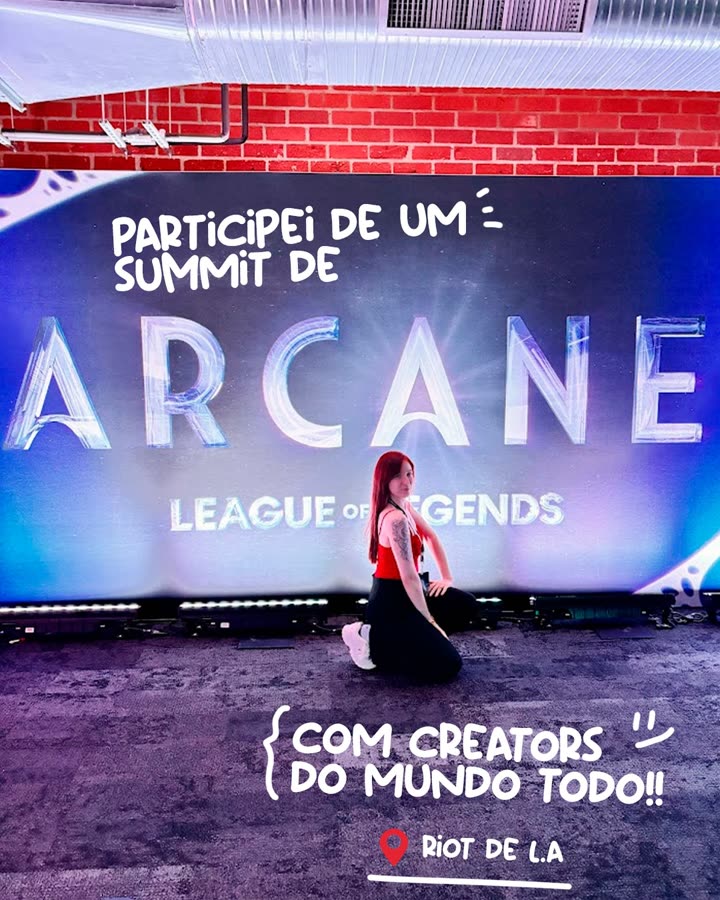 PARTICIPEI DE UM
SUMMIT DE
ARCANE
LEAGUE OF LEGENDS
COM CREATORS
DO MUNDO TODO!!
RIOT DE L.A